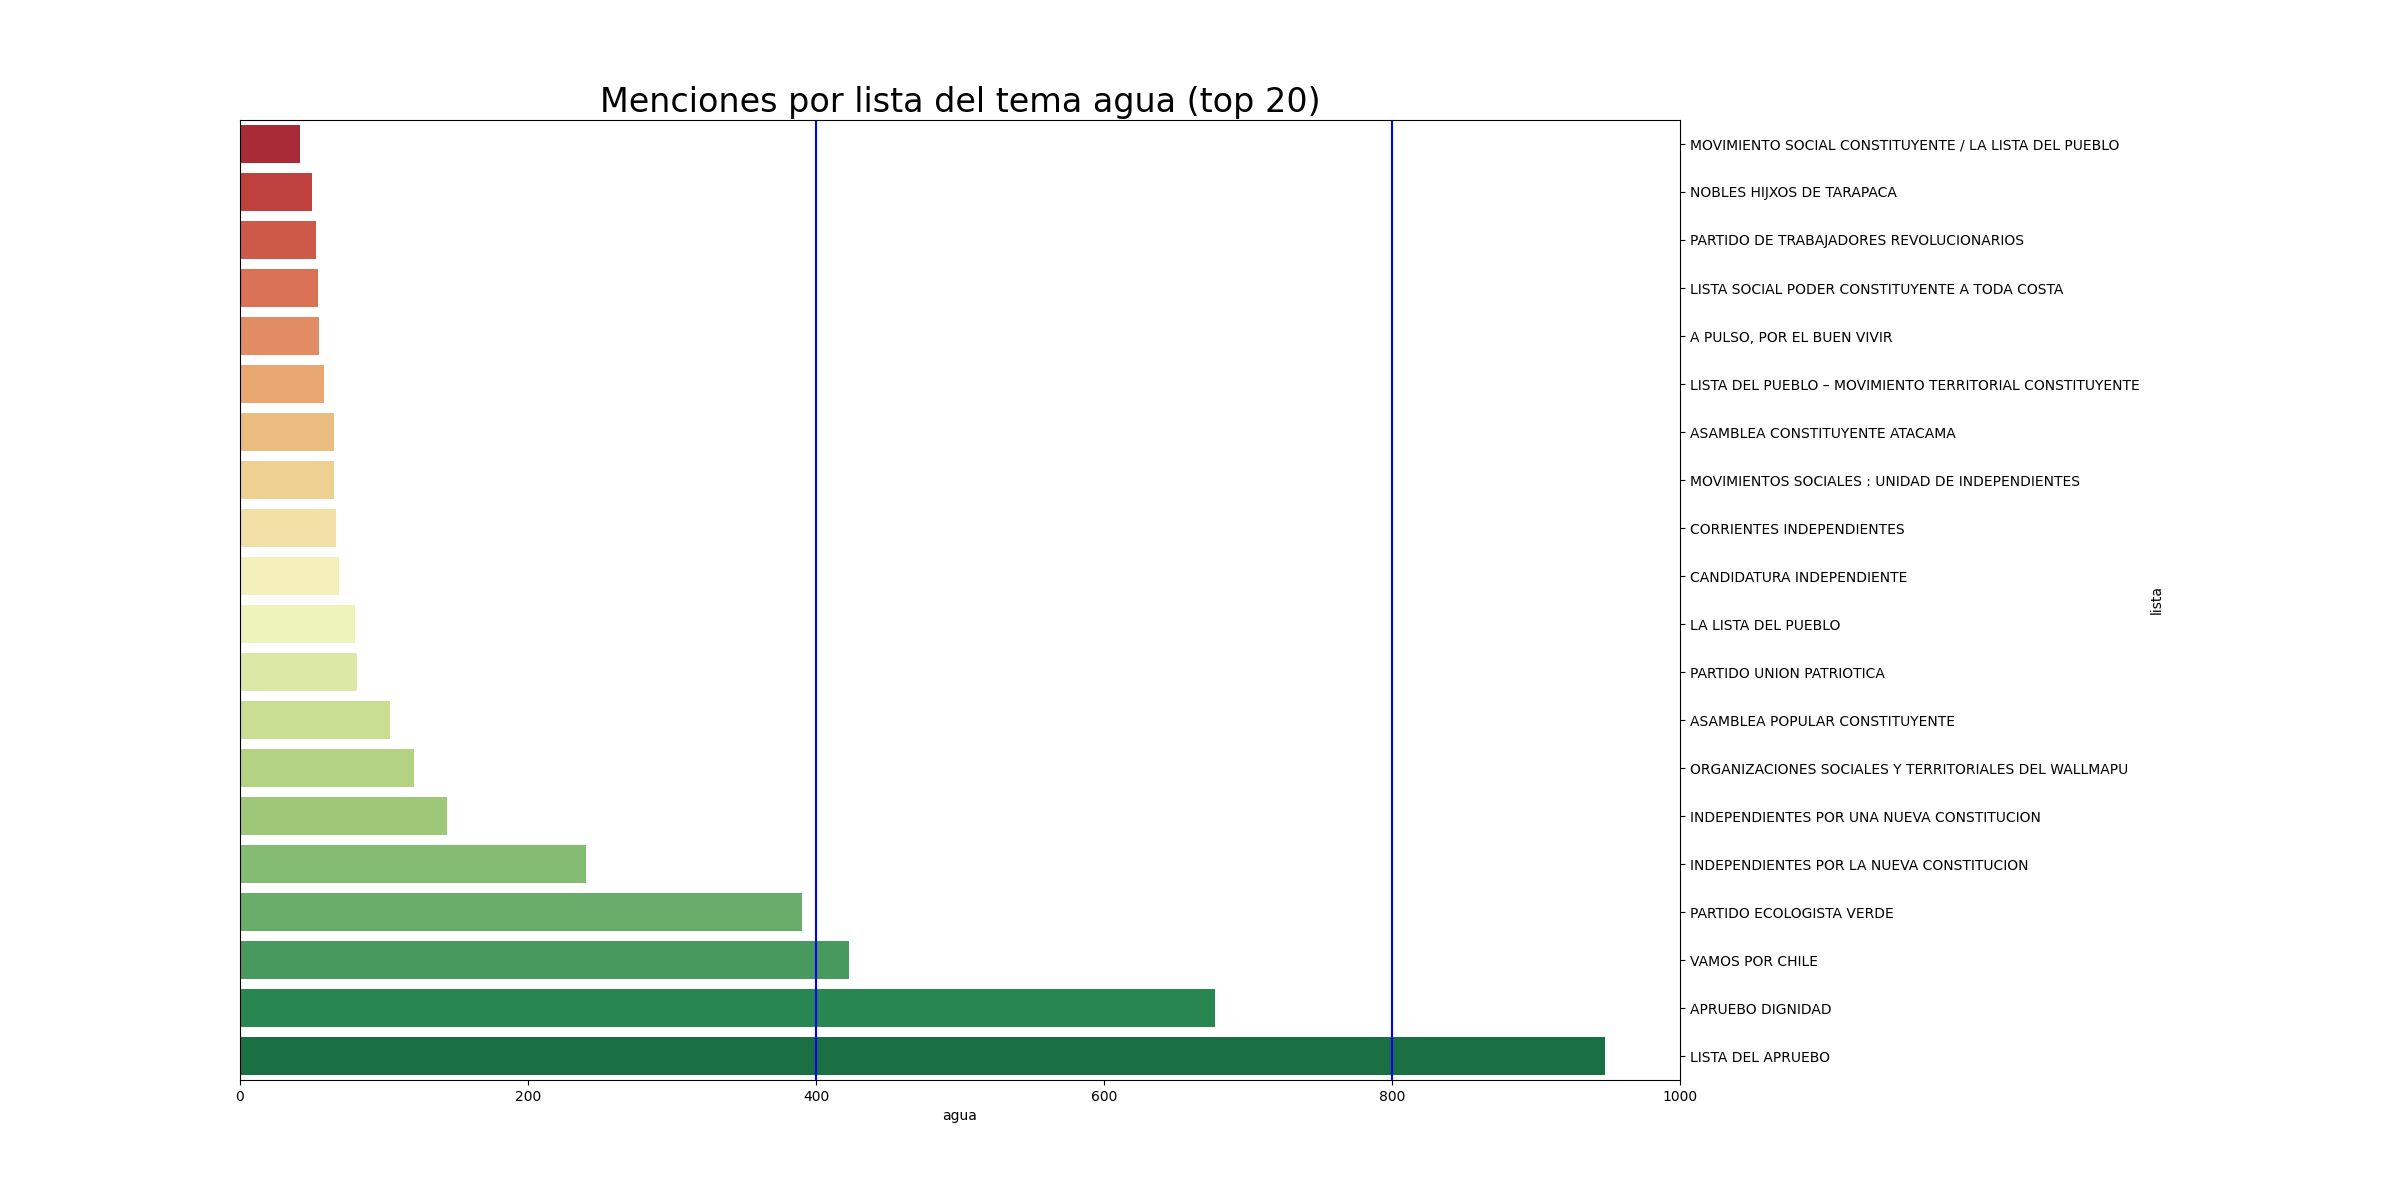 Menciones por lista del tema agua (top 20)
MOVIMIENTO SOCIAL CONSTITUYENTE / LA LISTA DEL PUEBLO
NOBLES HIJXOS DE TARAPACA
PARTIDO DE TRABAJADORES REVOLUCIONARIOS
LISTA SOCIAL PODER CONSTITUYENTE A TODA COSTA
A PULSO, POR EL BUEN VIVIR
LISTA DEL PUEBLO – MOVIMIENTO TERRITORIAL CONSTITUYENTE
ASAMBLEA CONSTITUYENTE ATACAMA
MOVIMIENTOS SOCIALES : UNIDAD DE INDEPENDIENTES
CORRIENTES INDEPENDIENTES
CANDIDATURA INDEPENDIENTE
LA LISTA DEL PUEBLO
PARTIDO UNION PATRIOTICA
ASAMBLEA POPULAR CONSTITUYENTE
ORGANIZACIONES SOCIALES Y TERRITORIALES DEL WALLMAPU
INDEPENDIENTES POR UNA NUEVA CONSTITUCION
INDEPENDIENTES POR LA NUEVA CONSTITUCION
PARTIDO ECOLOGISTA VERDE
VAMOS POR CHILE
APRUEBO DIGNIDAD
LISTA DEL APRUEBO
lista
0 200 400 600 800 1000
agua